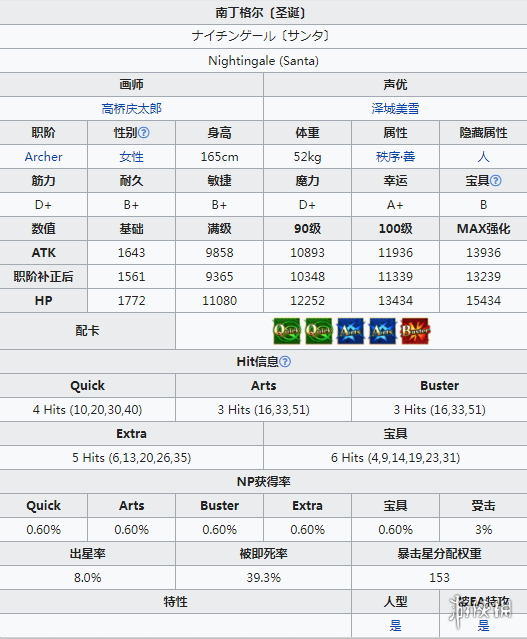 南丁格尔〔圣诞〕
ナイチンゲール〔サンタ〕
Nightingale (Santa)
画师 声优
高桥庆太郎 泽城美雪
职阶 性别? 身高 体重 属性 隐藏属性
Archer 女性 165cm 52kg 秩序·善 人
筋力 耐久 敏捷 魔力 幸运 宝具?
D+ B+ B+ D+ A+ B
数值 基础 满级 90级 100级 MAX强化
ATK 1643 9858 10893 11936 13936
职阶补正后 1561 9365 10348 11339 13239
HP 1772 11080 12252 13434 15434
配卡 Quick Quick Arts Arts Buster
Hit信息?
Quick Arts Buster
4 Hits (10,20,30,40) 3 Hits (16,33,51) 3 Hits (16,33,51)
Extra 宝具
5 Hits (6,13,20,26,35) 6 Hits (4,9,14,19,23,31)
NP获得率
Quick Arts Buster Extra 宝具 受击
0.60% 0.60% 0.60% 0.60% 0.60% 3%
出星率 被即死率 暴击星分配权重
8.0% 39.3% 153
特性 人型 被EA特攻
是 是